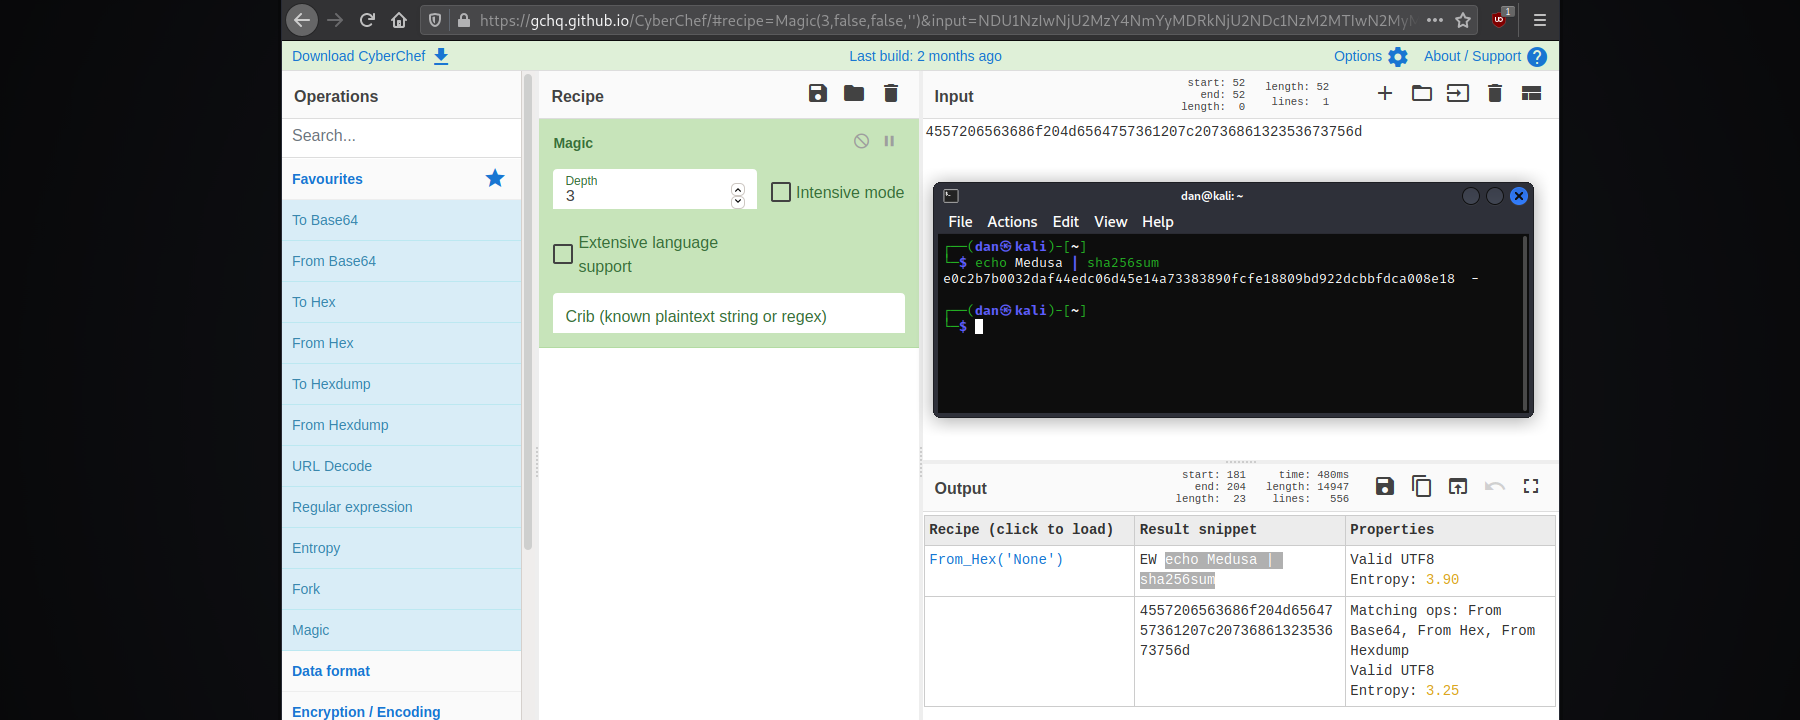 https://gchq.github.io/CyberChef/#recipe=Magic(3,false,false,'')&input=NDU1NzIwNjU2MzY4NmYyMDRkNjU2NDc1NzM2MTIwN2My
1
Download CyberChef
Last build: 2 months ago
Options
About / Support
Operations
Search...
Favourites
To Base64
From Base64
To Hex
From Hex
To Hexdump
From Hexdump
URL Decode
Regular expression
Entropy
Fork
Magic
Data format
Encryption / Encoding
Recipe
Magic
Depth
3
Intensive mode
Extensive language
support
Crib (known plaintext string or regex)
Input
start: 52
end: 52
length: 0
length: 52
lines: 1
4557206563686f204d6564757361207c20736861323536373756d
dan@kali: ~
File Actions Edit View Help
┌──(dan㉿kali)-[~]
└─$ echo Medusa | sha256sum
e0c2b7b0032daf44edc06d45e14a73383890fcfe18809bd922dcbbfdca008e18  -
┌──(dan㉿kali)-[~]
└─$
Output
start: 181
end: 204
length: 23
time: 480ms
length: 14947
lines: 556
Recipe (click to load) Result snippet Properties
From_Hex('None')
EW echo Medusa |
sha256sum
Valid UTF8
Entropy: 3.90
4557206563686f204d65647
57361207c20736861323536
73756d
Matching ops: From
Base64, From Hex, From
Hexdump
Valid UTF8
Entropy: 3.25